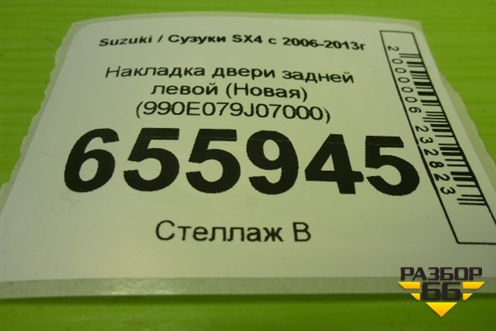 Suzuki / Сузуки SX4 с 2006-2013г
Накладка двери задней
левой (Новая)
(990E079J07000)
655945
Стеллаж В
2000006232823
РАЗБОР
66